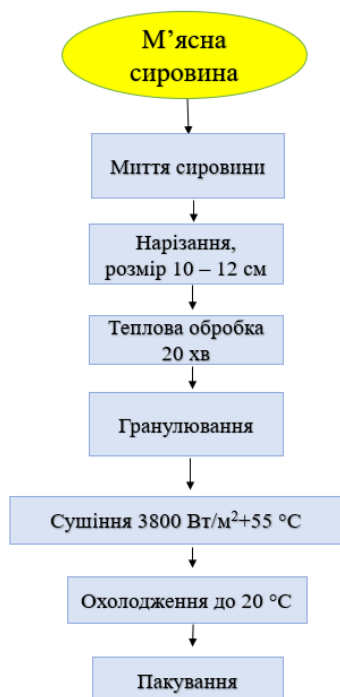 М’ясна
сировина
Миття сировини
Нарізання,
розмір 10 – 12 см
Теплова обробка
20 хв
Гранулювання
Сушіння 3800 Вт/м²+55 °С
Охолодження до 20 °С
Пакування